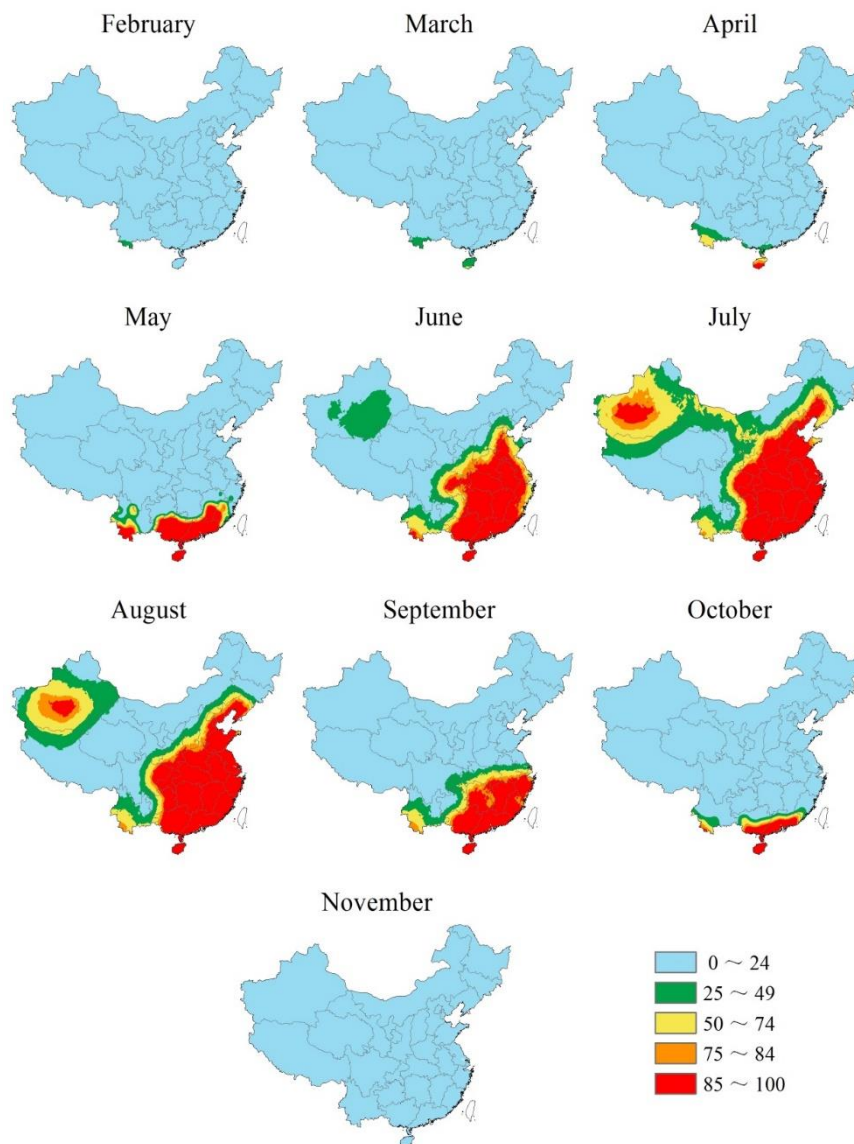 February
March
April
May
June
July
August
September
October
November
0 ～ 24
25 ～ 49
50 ～ 74
75 ～ 84
85 ～ 100